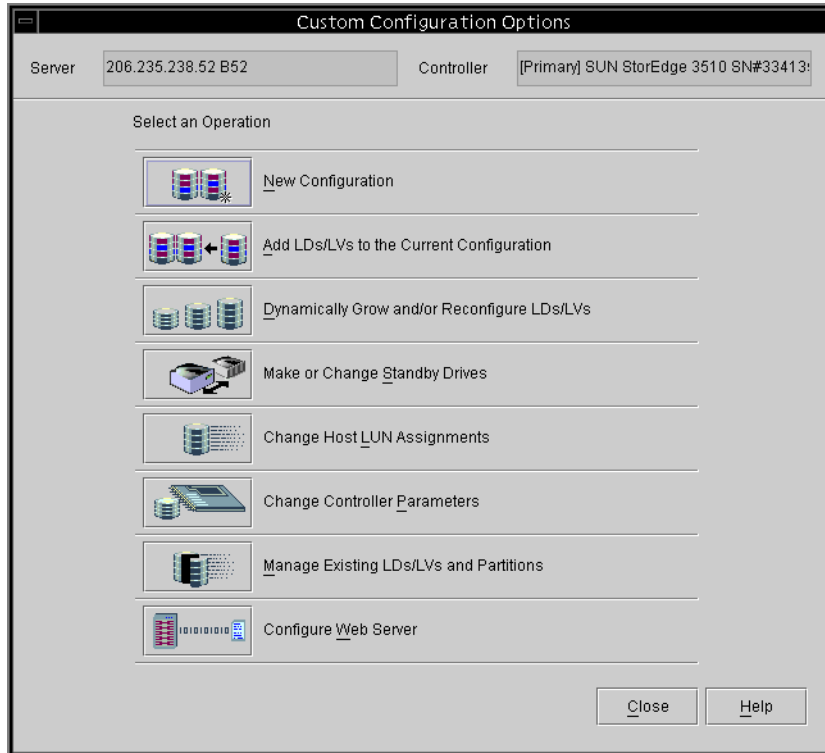 Custom Configuration Options
Server 206.235.238.52 B52 Controller [Primary] SUN StorEdge 3510 SN#33413
Select an Operation
New Configuration
Add LDs/LVs to the Current Configuration
Dynamically Grow and/or Reconfigure LDs/LVs
Make or Change Standby Drives
Change Host LUN Assignments
Change Controller Parameters
Manage Existing LDs/LVs and Partitions
Configure Web Server
Close Help